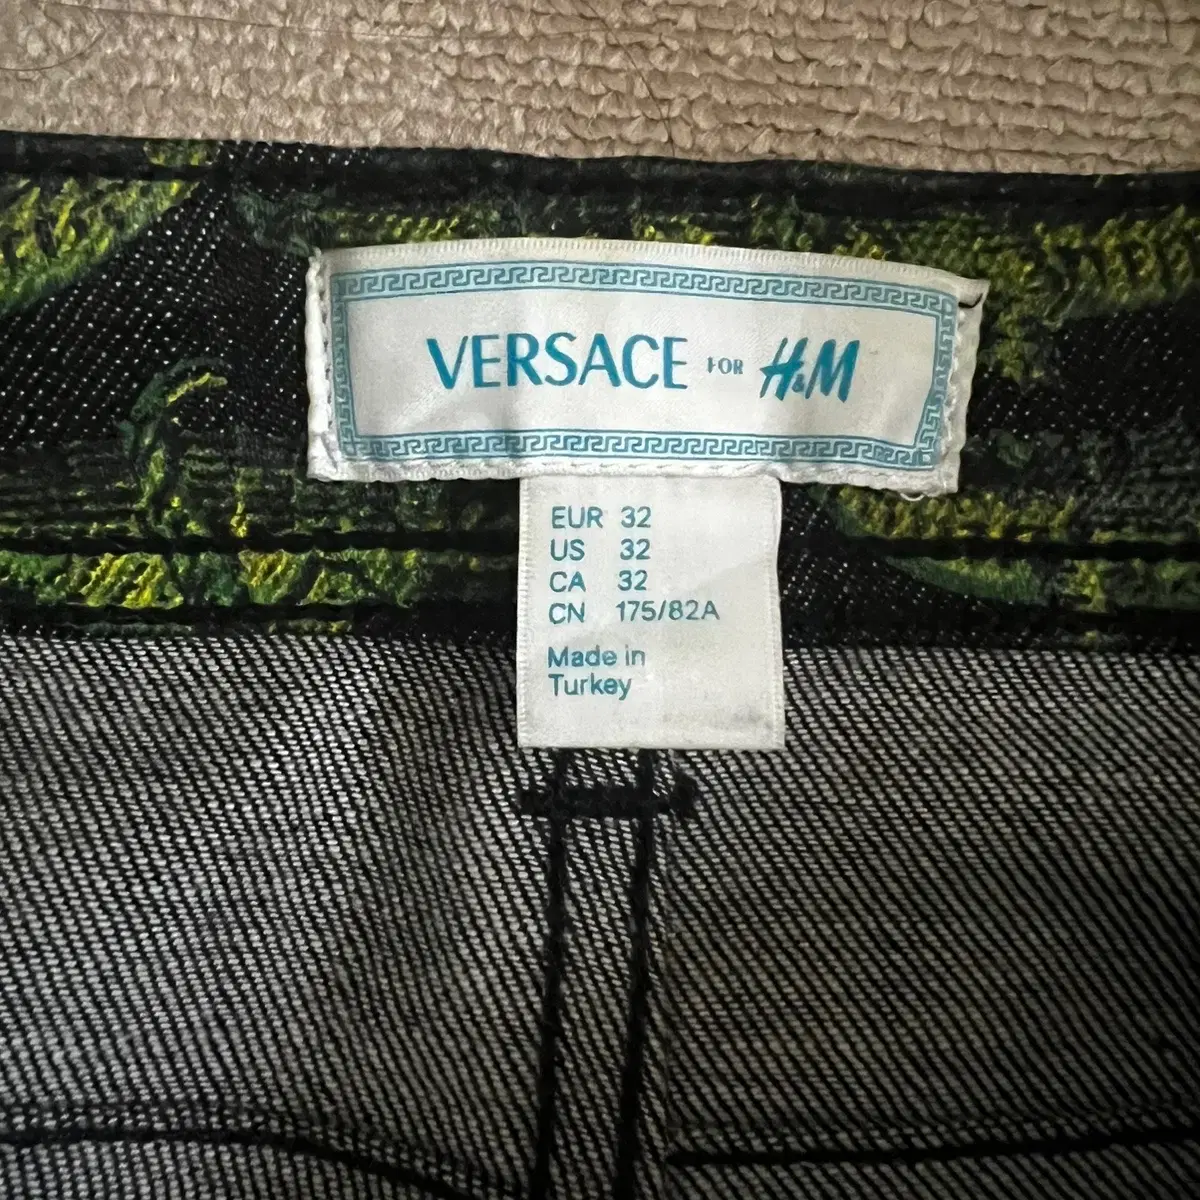 VERSACE FOR H&M
EUR 32
US 32
CA 32
CN 175/82A
Made in
Turkey